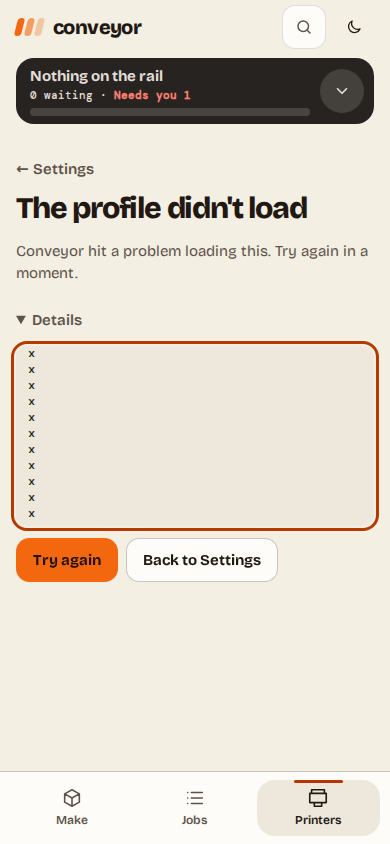 conveyor
Nothing on the rail
0 waiting · Needs you 1
← Settings
The profile didn't load
Conveyor hit a problem loading this. Try again in a
moment.
▼ Details
x
x
x
x
x
x
x
x
x
x
x
Try again
Back to Settings
Make
Jobs
Printers